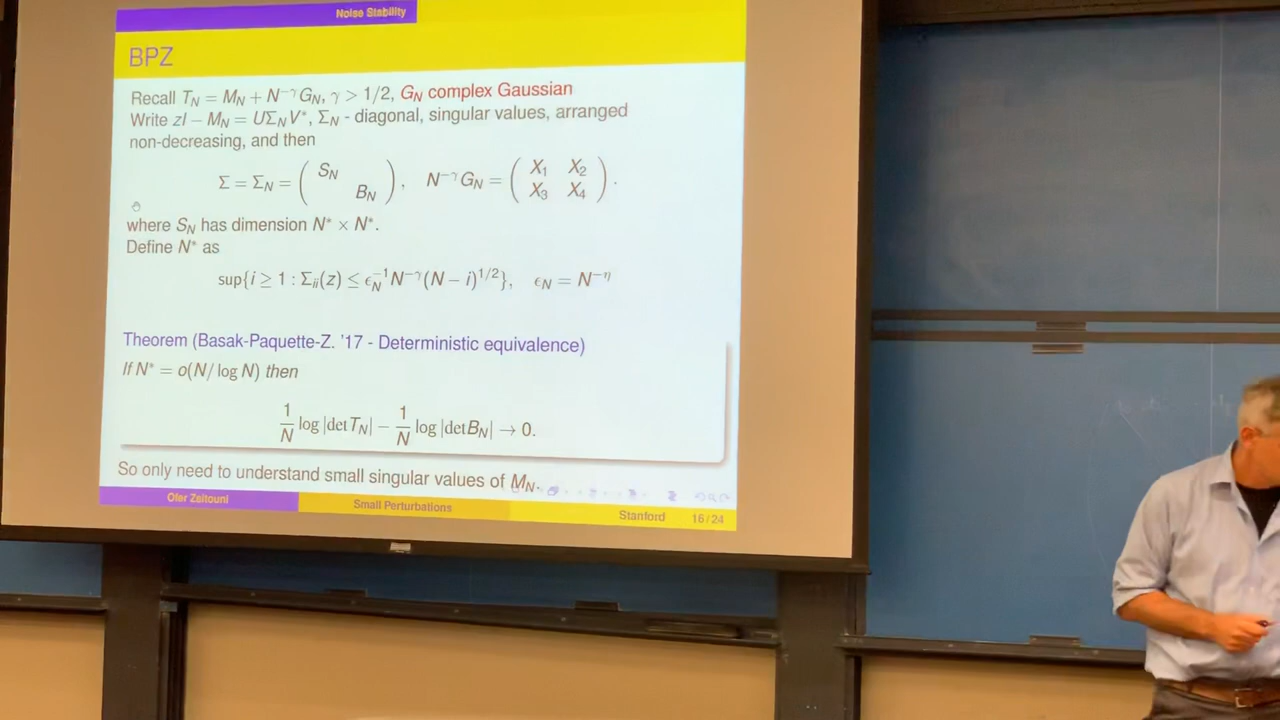 Noise Stability
BPZ
Recall T_N = M_N + N^{−γ}G_N, γ > 1/2, G_N complex Gaussian
Write zI − M_N = UΣ_N V*, Σ_N - diagonal, singular values, arranged
non-decreasing, and then
Σ = Σ_N = ( S_N B_N ), N^{−γ}G_N = ( X_1 X_2 X_3 X_4 ).
where S_N has dimension N* × N*.
Define N* as
sup{i ≥ 1 : Σ_{ii}(z) ≤ ϵ_N^{−1}N^{−γ}(N − i)^{1/2}}, ϵ_N = N^{−η}
Theorem (Basak-Paquette-Z. '17 - Deterministic equivalence)
If N* = o(N/ log N) then
1/N log |det T_N| − 1/N log |det B_N| → 0.
So only need to understand small singular values of M_N.
Ofer Zeitouni Small Perturbations Stanford 16 / 24